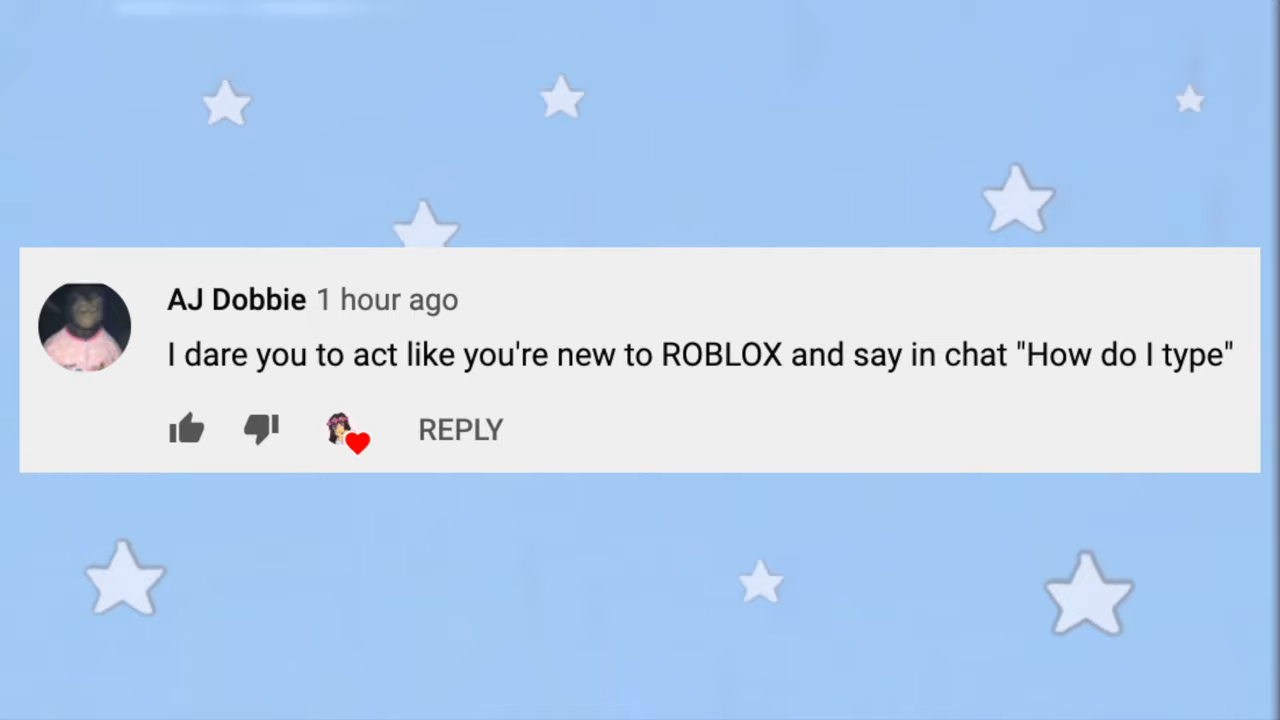 AJ Dobbie 1 hour ago
I dare you to act like you're new to ROBLOX and say in chat "How do I type"
REPLY